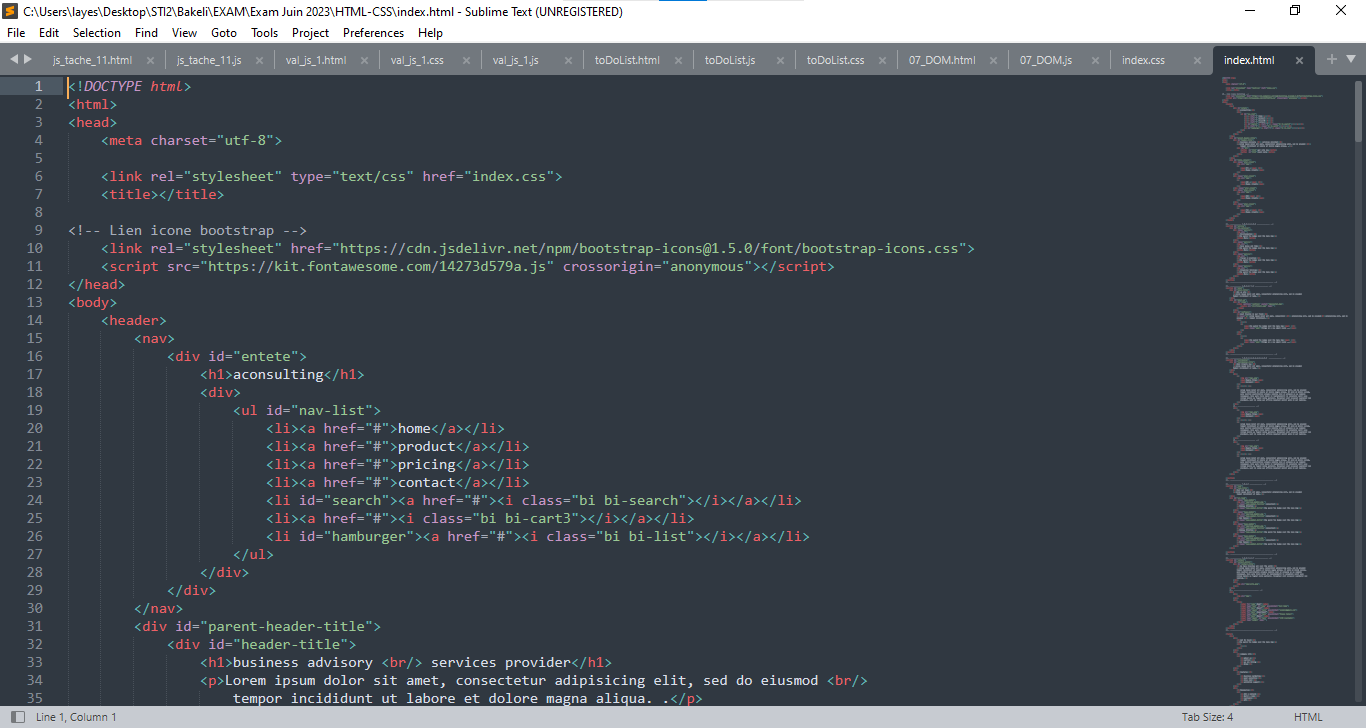 C:\Users\layes\Desktop\STI2\Bakeli\EXAM\Exam Juin 2023\HTML-CSS\index.html - Sublime Text (UNREGISTERED)
File Edit Selection Find View Goto Tools Project Preferences Help
js_tache_11.html js_tache_11.js val_js_1.html val_js_1.css val_js_1.js toDoList.html toDoList.js toDoList.css 07_DOM.html 07_DOM.js index.css index.html
1 <!DOCTYPE html>
2 <html>
3 <head>
4 <meta charset="utf-8">
5
6 <link rel="stylesheet" type="text/css" href="index.css">
7 <title></title>
8
9 <!-- Lien icone bootstrap -->
10 <link rel="stylesheet" href="https://cdn.jsdelivr.net/npm/bootstrap-icons@1.5.0/font/bootstrap-icons.css">
11 <script src="https://kit.fontawesome.com/14273d579a.js" crossorigin="anonymous"></script>
12 </head>
13 <body>
14 <header>
15 <nav>
16 <div id="entete">
17 <h1>aconsulting</h1>
18 <div>
19 <ul id="nav-list">
20 <li><a href="#">home</a></li>
21 <li><a href="#">product</a></li>
22 <li><a href="#">pricing</a></li>
23 <li><a href="#">contact</a></li>
24 <li id="search"><a href="#"><i class="bi bi-search"></i></a></li>
25 <li><a href="#"><i class="bi bi-cart3"></i></a></li>
26 <li id="hamburger"><a href="#"><i class="bi bi-list"></i></a></li>
27 </ul>
28 </div>
29 </div>
30 </nav>
31 <div id="parent-header-title">
32 <div id="header-title">
33 <h1>business advisory <br/> services provider</h1>
34 <p>Lorem ipsum dolor sit amet, consectetur adipisicing elit, sed do eiusmod <br/>
35 tempor incididunt ut labore et dolore magna aliqua. .</p>
Line 1, Column 1 Tab Size: 4 HTML